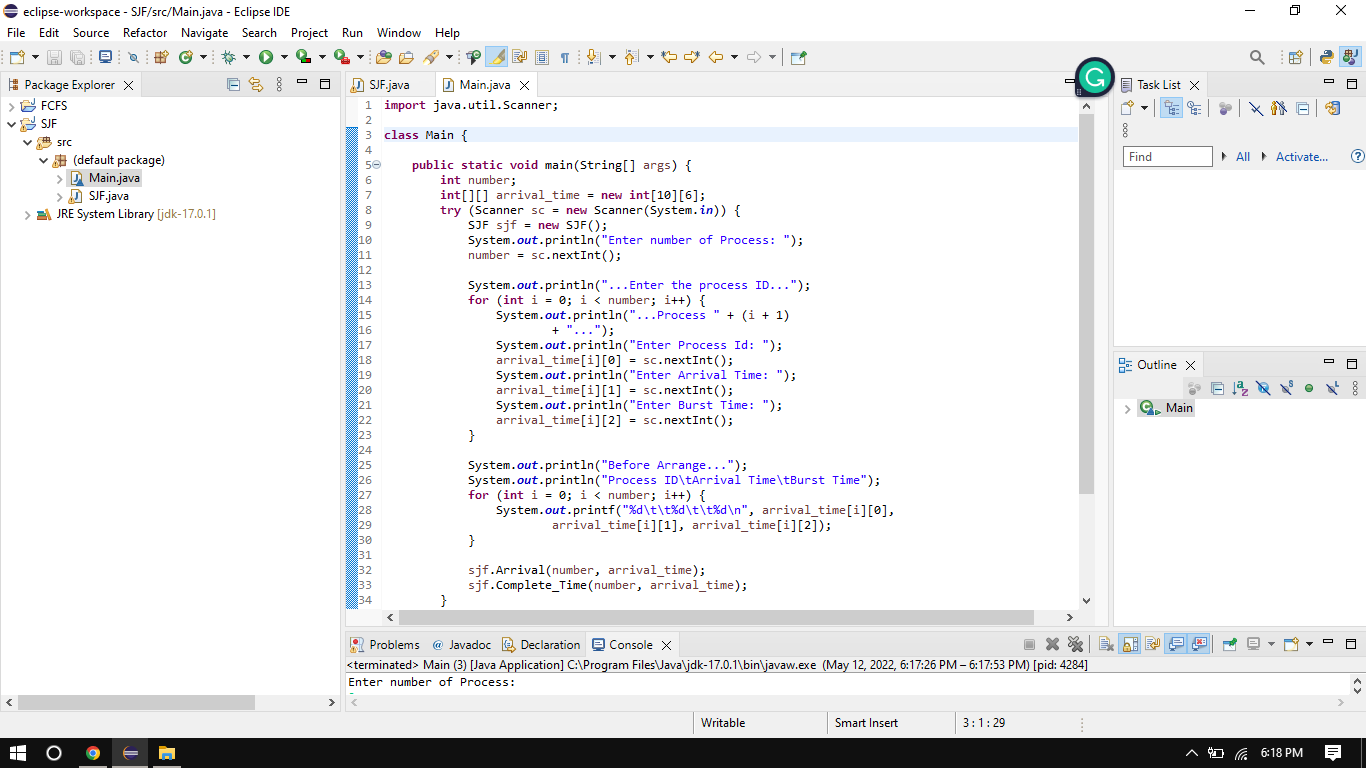 eclipse-workspace - SJF/src/Main.java - Eclipse IDE
File Edit Source Refactor Navigate Search Project Run Window Help
Package Explorer
FCFS
SJF
src
(default package)
Main.java
SJF.java
JRE System Library [jdk-17.0.1]
SJF.java
Main.java
1 import java.util.Scanner;
2
3 class Main {
4
5 public static void main(String[] args) {
6 int number;
7 int[][] arrival_time = new int[10][6];
8 try (Scanner sc = new Scanner(System.in)) {
9 SJF sjf = new SJF();
10 System.out.println("Enter number of Process: ");
11 number = sc.nextInt();
12
13 System.out.println("...Enter the process ID...");
14 for (int i = 0; i < number; i++) {
15 System.out.println("...Process " + (i + 1)
16 + "...");
17 System.out.println("Enter Process Id: ");
18 arrival_time[i][0] = sc.nextInt();
19 System.out.println("Enter Arrival Time: ");
20 arrival_time[i][1] = sc.nextInt();
21 System.out.println("Enter Burst Time: ");
22 arrival_time[i][2] = sc.nextInt();
23 }
24
25 System.out.println("Before Arrange...");
26 System.out.println("Process ID\tArrival Time\tBurst Time");
27 for (int i = 0; i < number; i++) {
28 System.out.printf("%d\t\t%d\t\t%d\n", arrival_time[i][0],
29 arrival_time[i][1], arrival_time[i][2]);
30 }
31
32 sjf.Arrival(number, arrival_time);
33 sjf.Complete_Time(number, arrival_time);
34 }
Task List
Find
All
Activate...
Outline
Main
Problems
Javadoc
Declaration
Console
<terminated> Main (3) [Java Application] C:\Program Files\Java\jdk-17.0.1\bin\javaw.exe (May 12, 2022, 6:17:26 PM – 6:17:53 PM) [pid: 4284]
Enter number of Process:
Writable
Smart Insert
3 : 1 : 29
6:18 PM